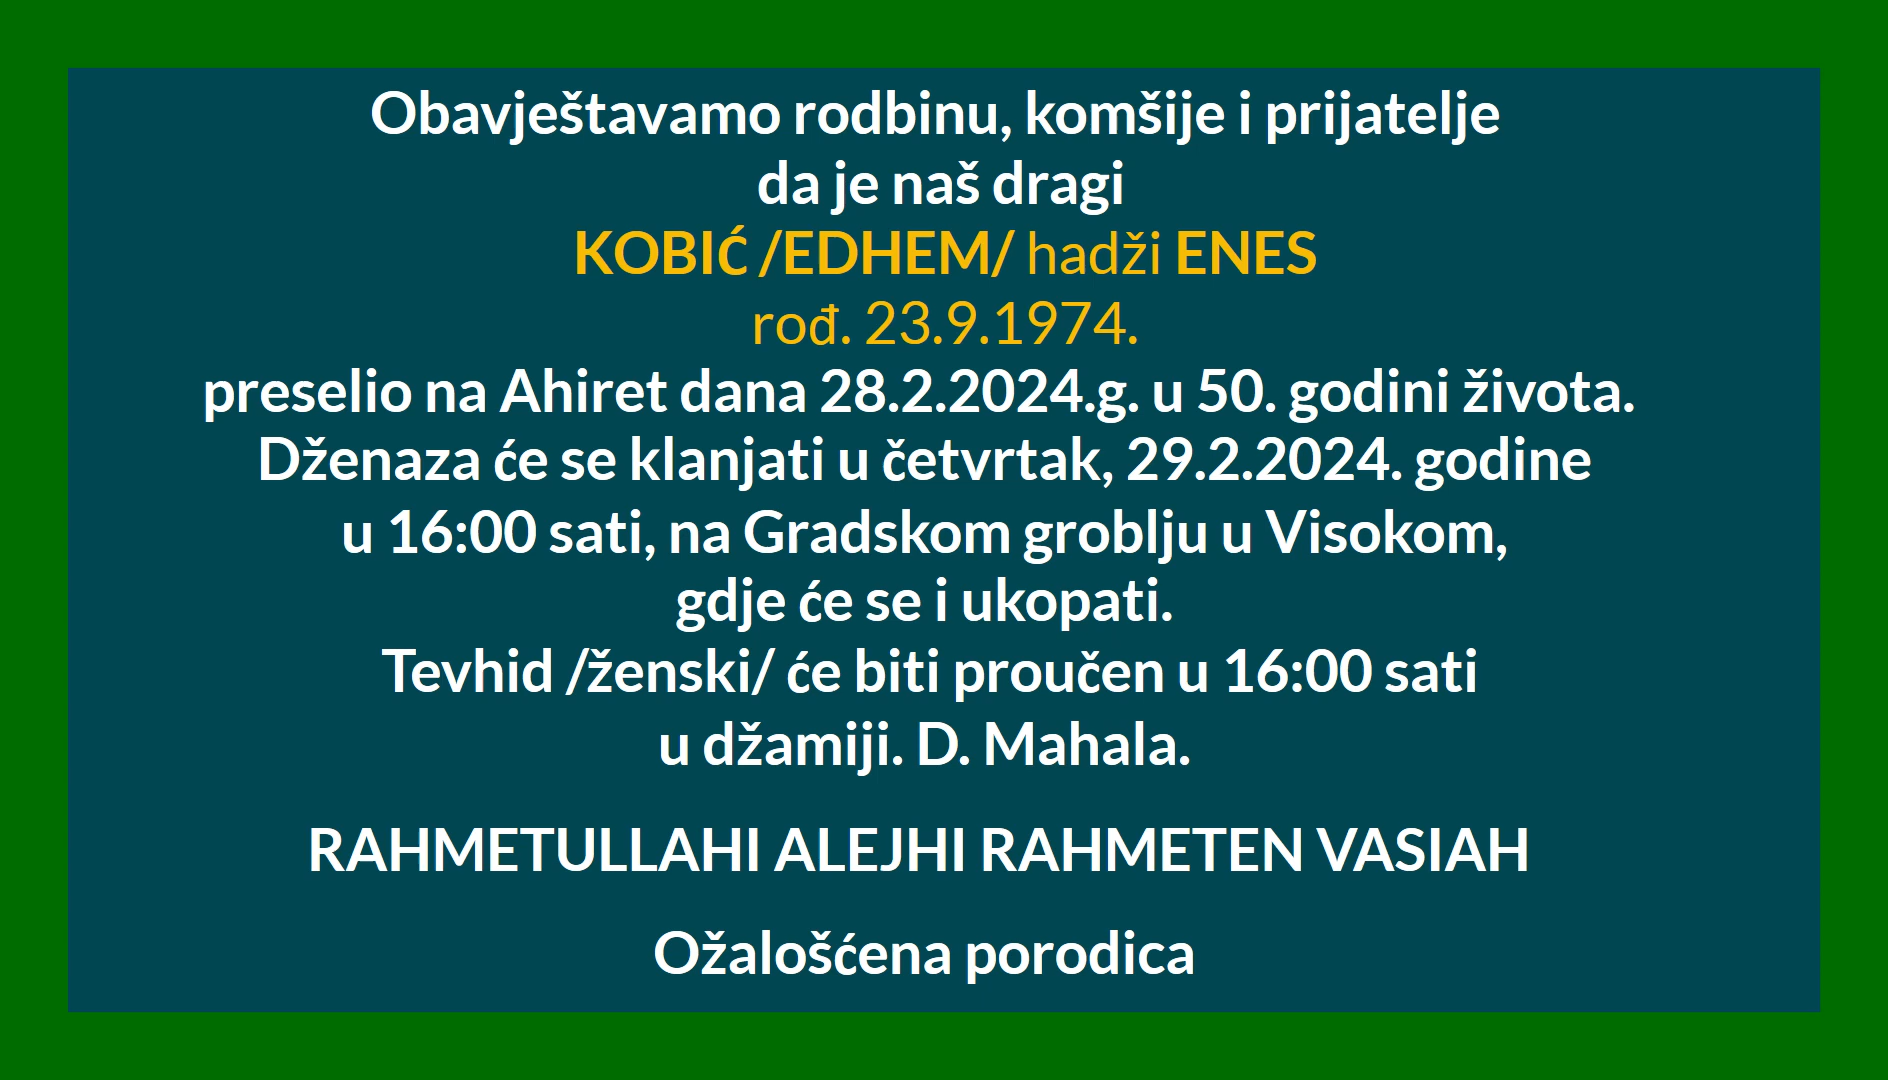 Obavještavamo rodbinu, komšije i prijatelje
da je naš dragi
KOBIĆ /EDHEM/ hadži ENES
rođ. 23.9.1974.
preselio na Ahiret dana 28.2.2024.g. u 50. godini života.
Dženaza će se klanjati u četvrtak, 29.2.2024. godine
u 16:00 sati, na Gradskom groblju u Visokom,
gdje će se i ukopati.
Tevhid /ženski/ će biti proučen u 16:00 sati
u džamiji. D. Mahala.
RAHMETULLAHI ALEJHI RAHMETEN VASIAH
Ožalošćena porodica